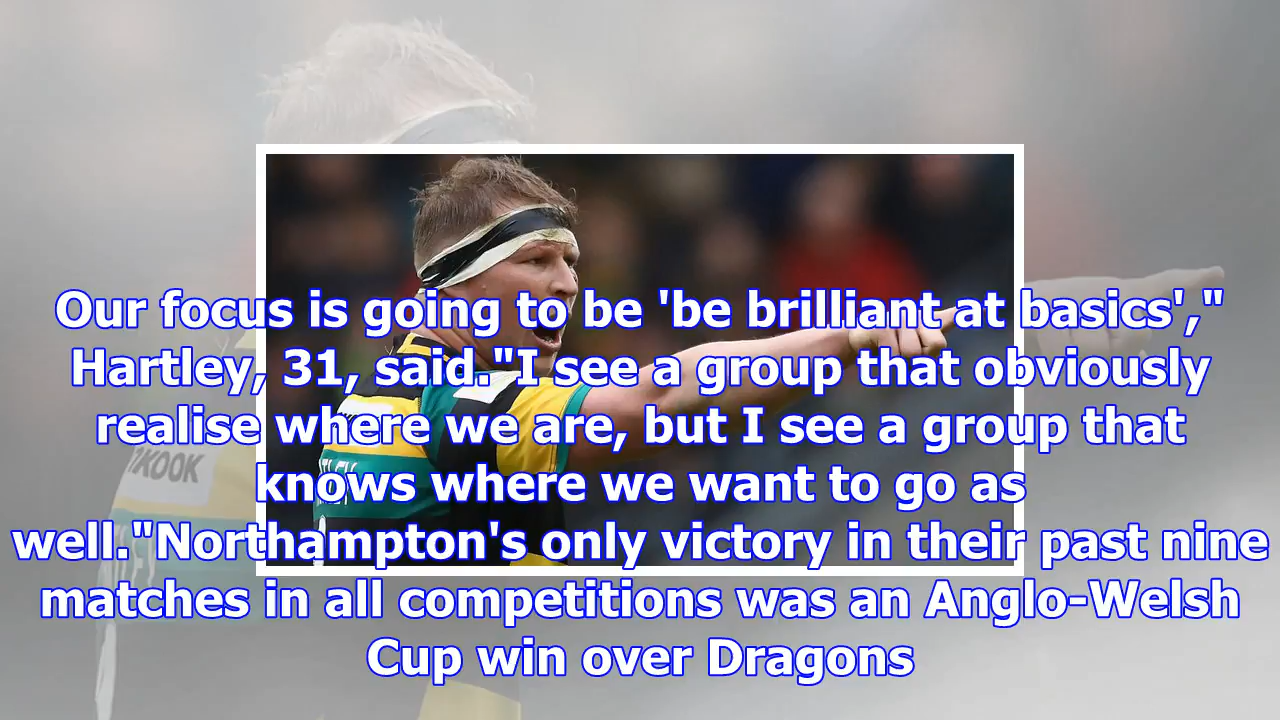 Our focus is going to be 'be brilliant at basics',"
Hartley, 31, said."I see a group that obviously
realise where we are, but I see a group that
knows where we want to go as
well."Northampton's only victory in their past nine
matches in all competitions was an Anglo-Welsh
Cup win over Dragons
KOOK